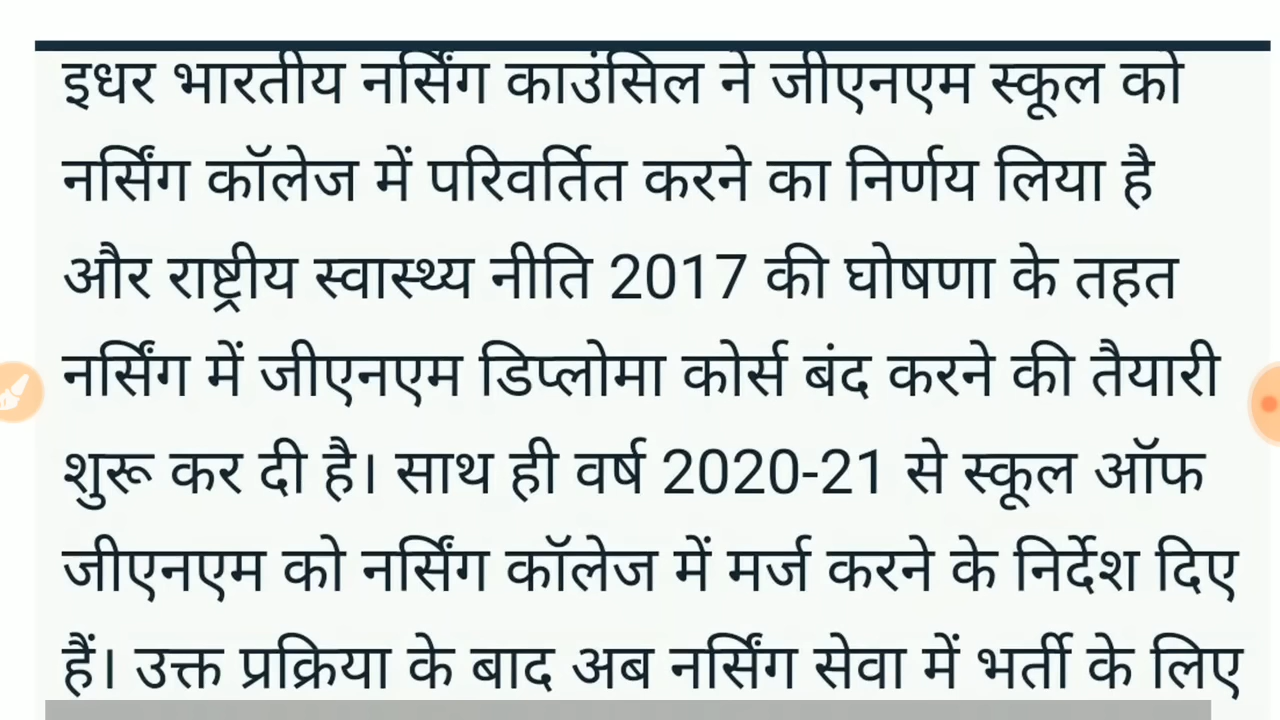 इधर भारतीय नर्सिंग काउंसिल ने जीएनएम स्कूल को
नर्सिंग कॉलेज में परिवर्तित करने का निर्णय लिया है
और राष्ट्रीय स्वास्थ्य नीति 2017 की घोषणा के तहत
नर्सिंग में जीएनएम डिप्लोमा कोर्स बंद करने की तैयारी
शुरू कर दी है। साथ ही वर्ष 2020-21 से स्कूल ऑफ
जीएनएम को नर्सिंग कॉलेज में मर्ज करने के निर्देश दिए
हैं। उक्त प्रक्रिया के बाद अब नर्सिंग सेवा में भर्ती के लिए